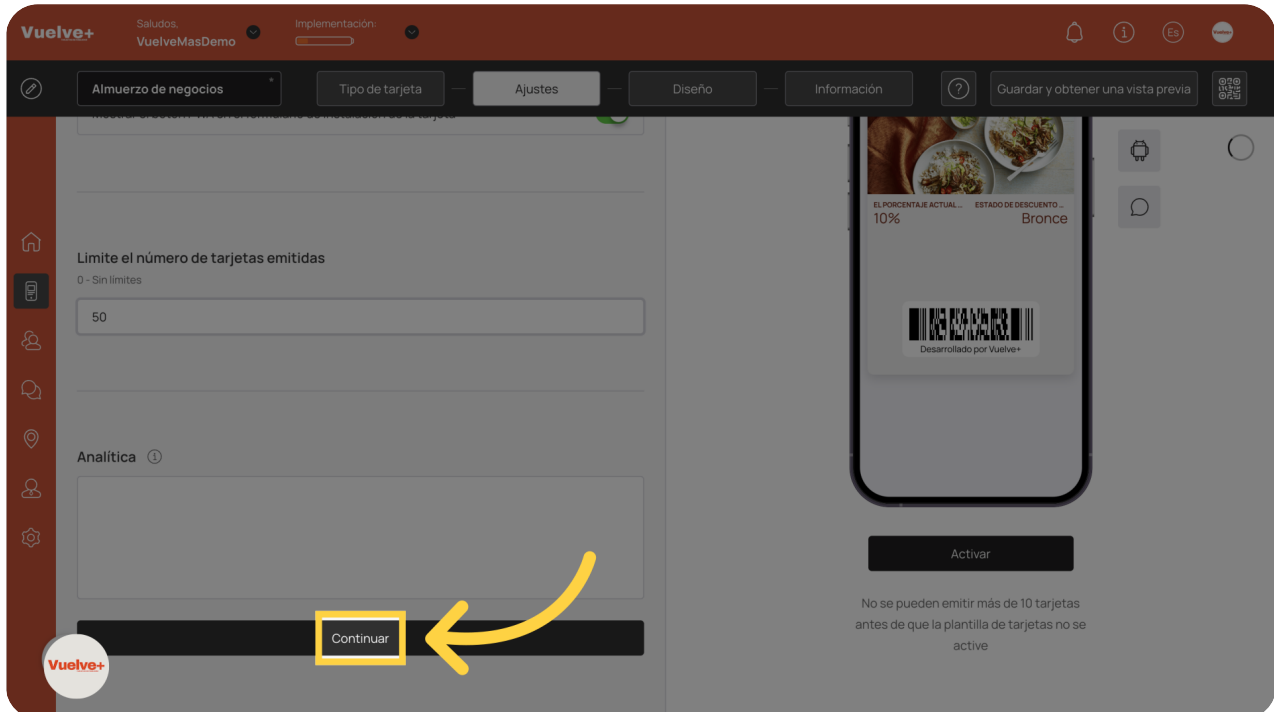 Vuelve+
Saludos,
VuelveMasDemo
Implementación:
Es
Almuerzo de negocios *
Tipo de tarjeta
Ajustes
Diseño
Información
?
Guardar y obtener una vista previa
EL PORCENTAJE ACTUAL... ESTADO DE DESCUENTO ...
10% Bronce
Limite el número de tarjetas emitidas
0 - Sin límites
50
Desarrollado por Vuelve+
Analítica
Activar
No se pueden emitir más de 10 tarjetas
antes de que la plantilla de tarjetas no se
active
Continuar
Vuelve+